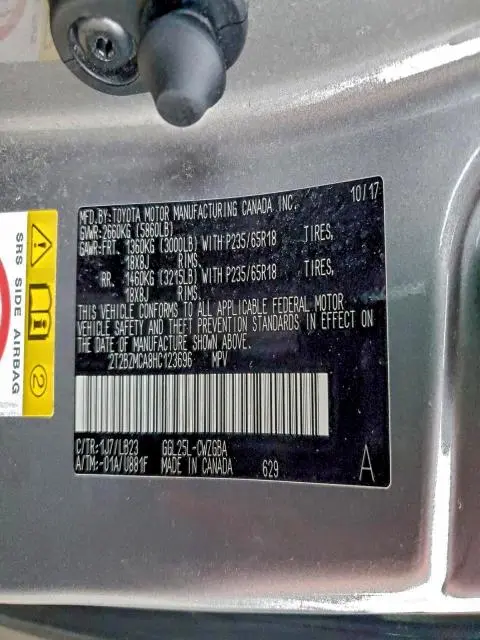 MFD.BY:TOYOTA MOTOR MANUFACTURING CANADA INC. 10/17
GVWR:2660KG (5860LB)
GAWR:FRT. 1360KG (3000LB) WITH P235/65R18 TIRES,
18X8J RIMS,
RR. 1460KG (3215LB) WITH P235/65R18 TIRES,
18X8J RIMS.
THIS VEHICLE CONFORMS TO ALL APPLICABLE FEDERAL MOTOR
VEHICLE SAFETY AND THEFT PREVENTION STANDARDS IN EFFECT ON
THE DATE OF MANUFACTURE SHOWN ABOVE.
2T2BZMCA8HC123696 MPV
C/TR:-1J7/LB23 GGL25L-CWZGBA
A/TM:-01A/U881F MADE IN CANADA 629 A
SRS SIDE AIRBAG
2